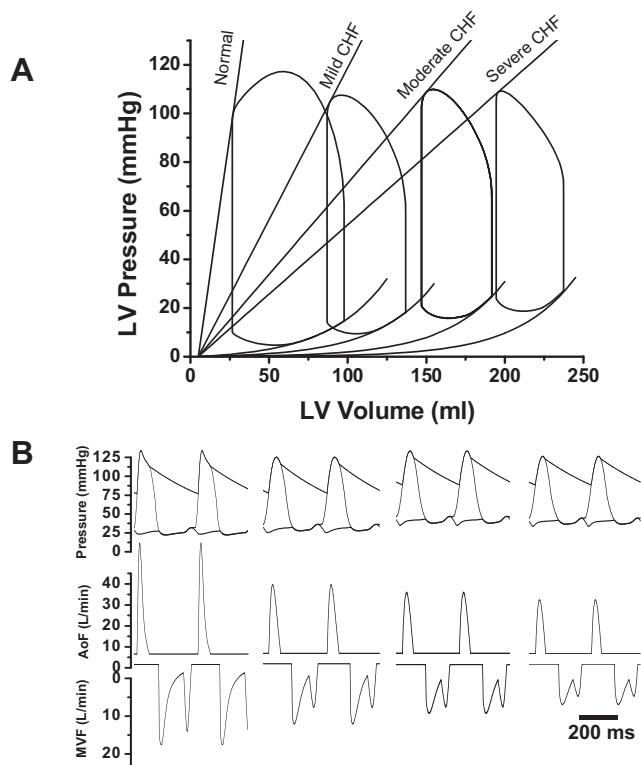 A
LV Pressure (mmHg)
120
100
80
60
40
20
0
Normal
Mild CHF
Moderate CHF
Severe CHF
0 50 100 150 200 250
LV Volume (ml)
B
Pressure (mmHg)
125
100
75
50
25
0
AoF (L/min)
40
30
20
10
0
MVF (L/min)
0
10
20
200 ms